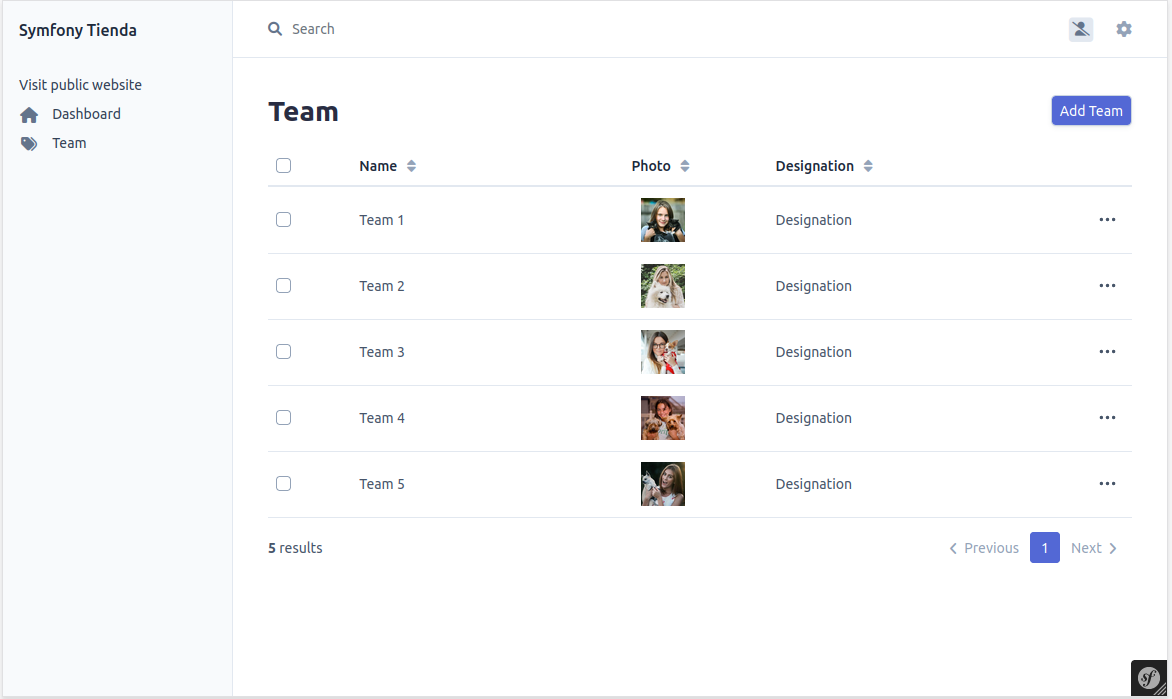 Symfony Tienda
Search
Visit public website
Dashboard
Team
Team
Add Team
Name Photo Designation
Team 1 Designation
Team 2 Designation
Team 3 Designation
Team 4 Designation
Team 5 Designation
5 results
Previous 1 Next
sf